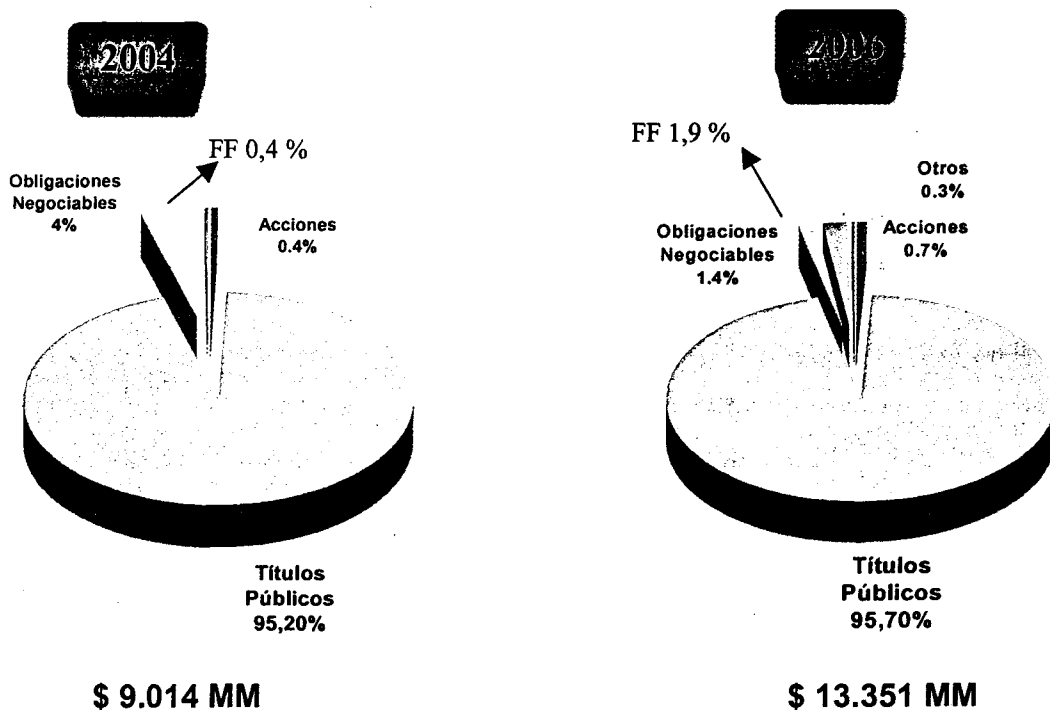 2004
FF 0,4 %
Obligaciones
Negociables
4%
Acciones
0.4%
Títulos
Públicos
95,20%
$ 9.014 MM
2006
FF 1,9 %
Otros
0.3%
Obligaciones
Negociables
1.4%
Acciones
0.7%
Títulos
Públicos
95,70%
$ 13.351 MM